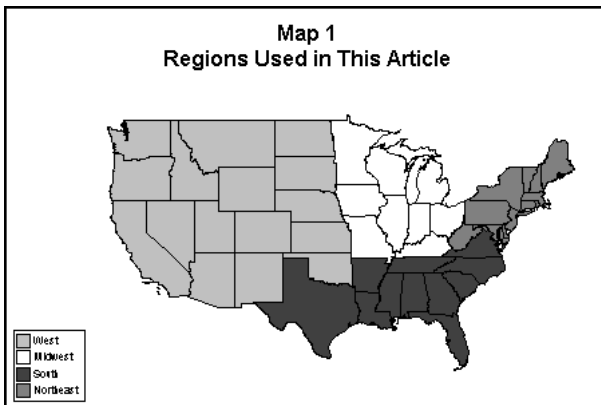 Map 1
Regions Used in This Article
West
Midwest
South
Northeast